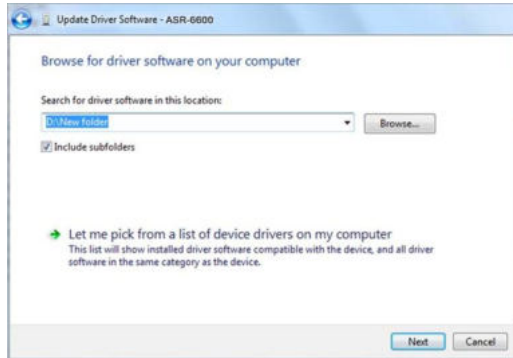 Update Driver Software - ASR-6600
Browse for driver software on your computer
Search for driver software in this location:
D:\New folder
Browse...
Include subfolders
Let me pick from a list of device drivers on my computer
This list will show installed driver software compatible with the device, and all driver
software in the same category as the device.
Next Cancel